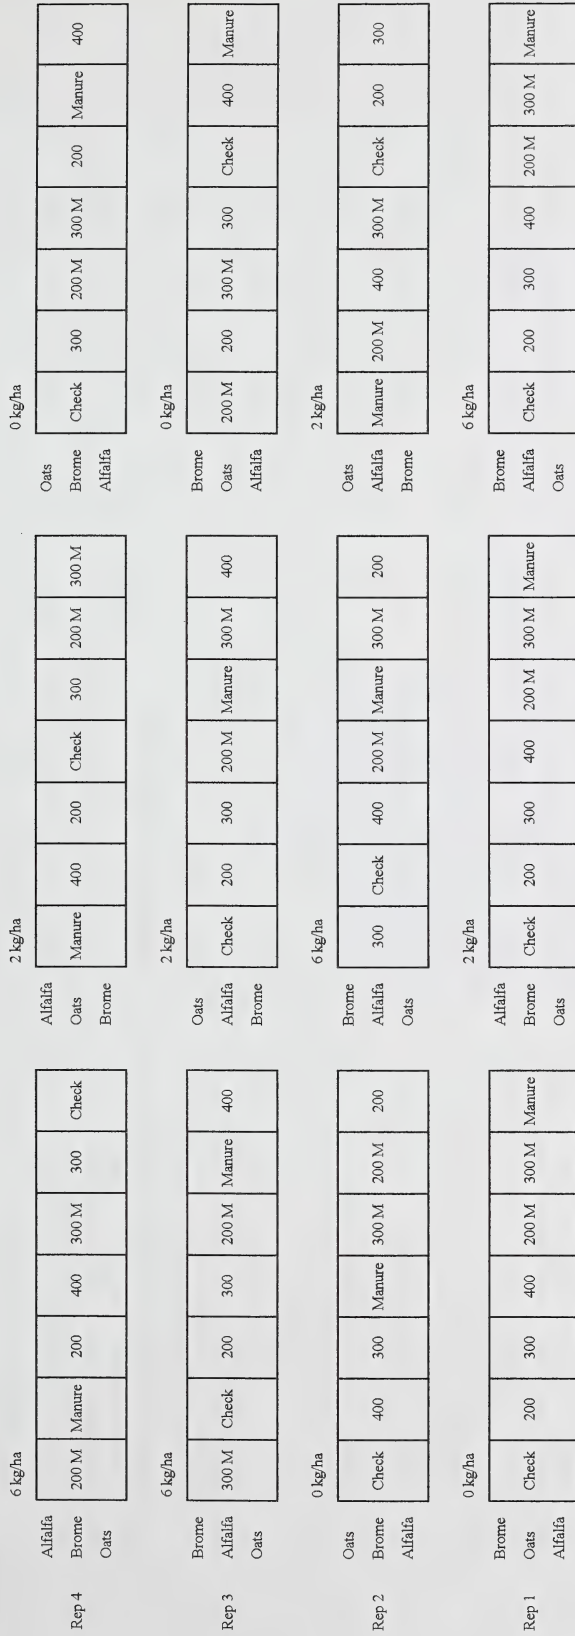 6 kg/ha 2 kg/ha 0 kg/ha
Alfalfa Alfalfa Oats
Rep 4 Brome 200 M Manure 200 400 300 M 300 Check Oats Manure 400 200 Check 300 200 M 300 M Brome Check 300 200 M 300 M 200 Manure 400
Oats Brome Alfalfa
6 kg/ha 2 kg/ha 0 kg/ha
Brome Oats Brome
Rep 3 Alfalfa 300 M Check 200 300 200 M Manure 400 Alfalfa Check 200 300 200 M Manure 300 M 400 Oats 200 M 200 300 M 300 Check 400 Manure
Oats Brome Alfalfa
0 kg/ha 6 kg/ha 2 kg/ha
Oats Brome Oats
Rep 2 Brome Check 400 300 Manure 300 M 200 M 200 Alfalfa 300 Check 400 200 M Manure 300 M 200 Alfalfa Manure 200 M 400 300 M Check 200 300
Alfalfa Oats Brome
0 kg/ha 2 kg/ha 6 kg/ha
Brome Alfalfa Brome
Rep 1 Oats Check 200 300 400 200 M 300 M Manure Brome Check 200 300 400 200 M 300 M Manure Alfalfa Check 200 300 400 200 M 300 M Manure
Alfalfa Oats Oats